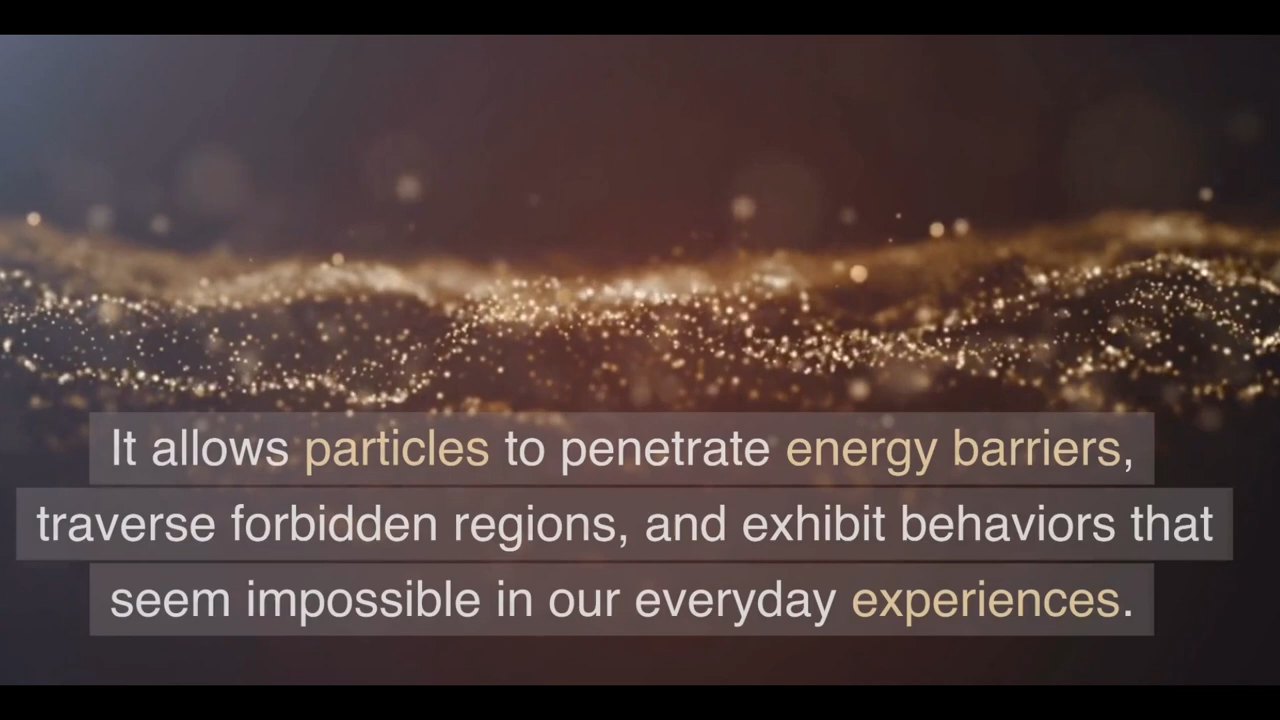 It allows particles to penetrate energy barriers,
traverse forbidden regions, and exhibit behaviors that
seem impossible in our everyday experiences.